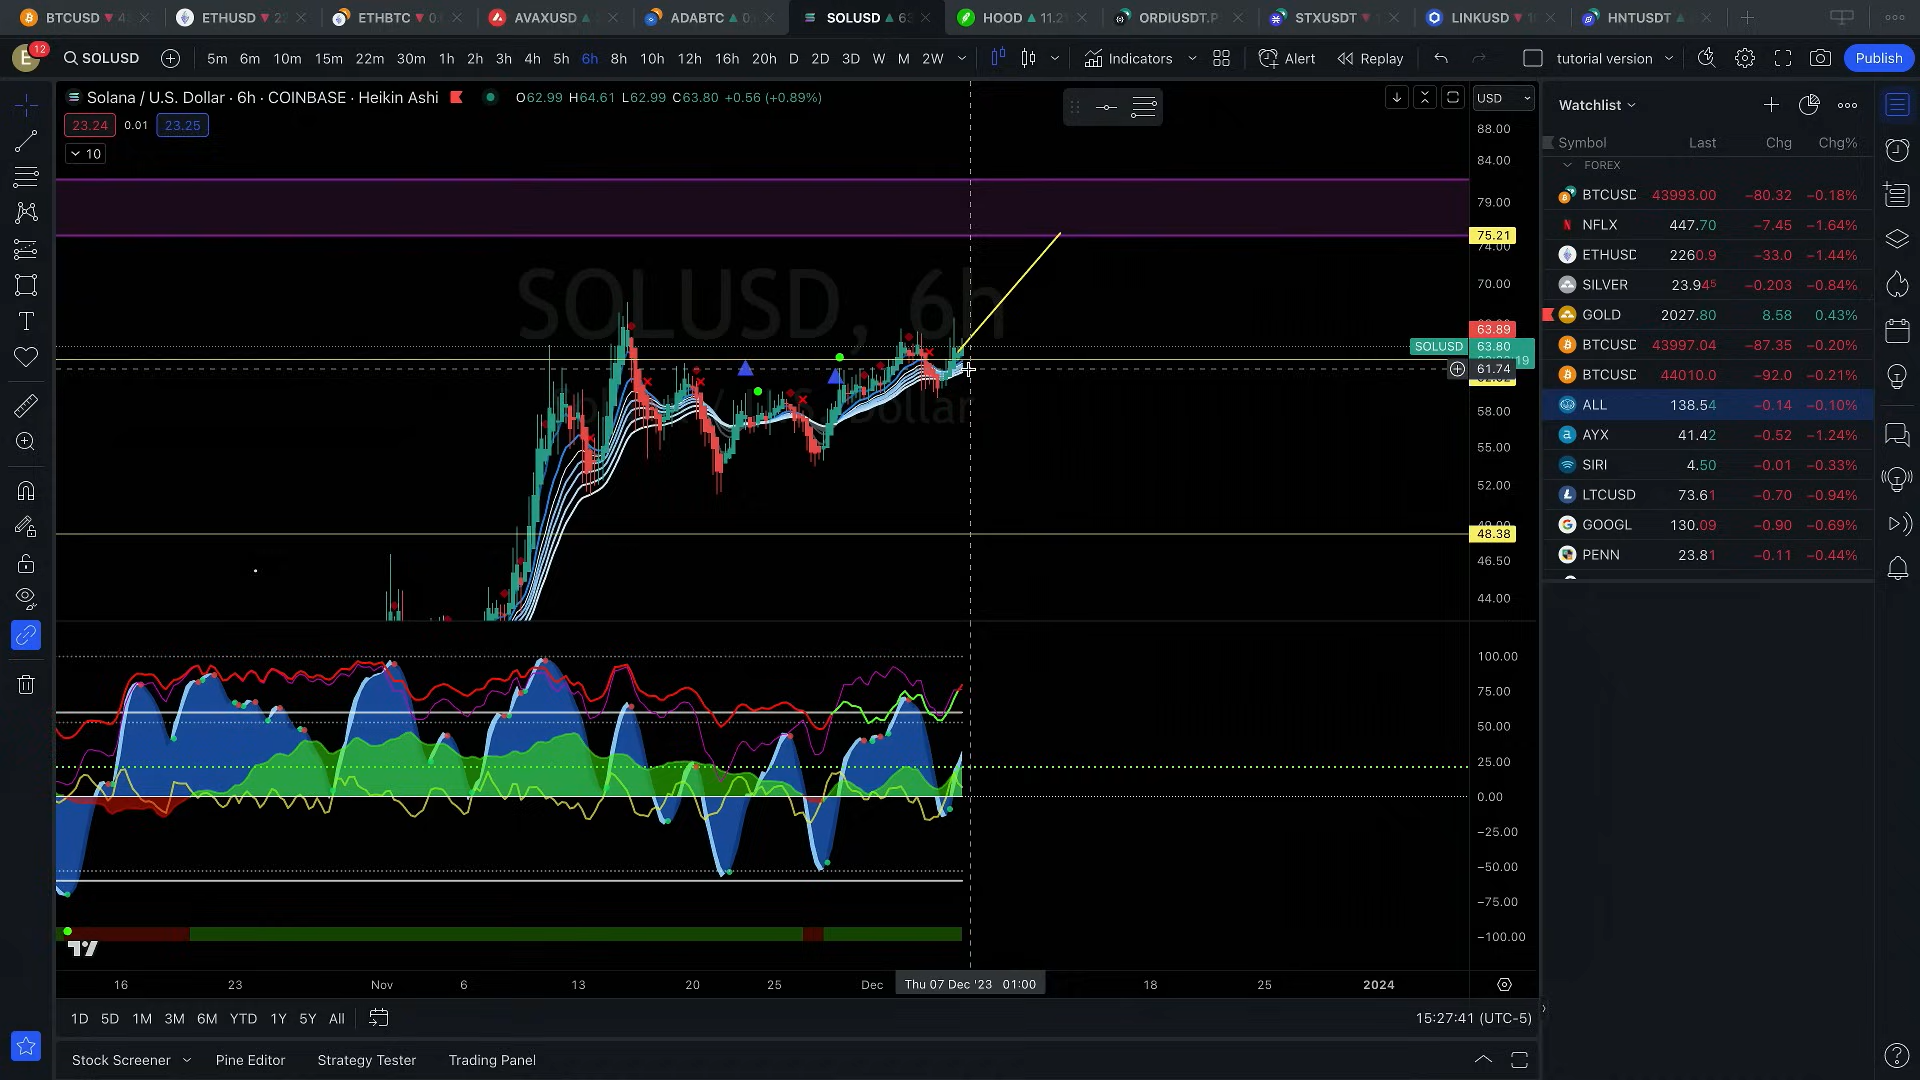 BTCUSD
ETHUSD
ETHBTC
AVAXUSD
ADABTC
SOLUSD
HOOD 11.2
ORDIUSDT.P
STXUSDT
LINKUSD
HNTUSDT
E 12 SOLUSD 5m 6m 10m 15m 22m 30m 1h 2h 3h 4h 5h 6h 8h 10h 12h 16h 20h D 2D 3D W M 2W Indicators Alert Replay tutorial version Publish
Solana / U.S. Dollar · 6h · COINBASE · Heikin Ashi O62.99 H64.61 L62.99 C63.80 +0.56 (+0.89%)
USD
23.24 0.01 23.25
10
SOLUSD, 6h
88.00
84.00
79.00
75.21
74.00
70.00
63.89
SOLUSD 63.80
61.74
58.00
55.00
52.00
48.38
46.50
44.00
100.00
75.00
50.00
25.00
0.00
−25.00
−50.00
−75.00
−100.00
16 23 Nov 6 13 20 25 Dec Thu 07 Dec '23 01:00 18 25 2024
1D 5D 1M 3M 6M YTD 1Y 5Y All 15:27:41 (UTC-5)
Stock Screener Pine Editor Strategy Tester Trading Panel
Watchlist
Symbol Last Chg Chg%
FOREX
BTCUSD 43993.00 −80.32 −0.18%
NFLX 447.70 −7.45 −1.64%
ETHUSD 2260.9 −33.0 −1.44%
SILVER 23.946 −0.203 −0.84%
GOLD 2027.80 8.58 0.43%
BTCUSD 43997.04 −87.35 −0.20%
BTCUSD 44010.0 −92.0 −0.21%
ALL 138.54 −0.14 −0.10%
AYX 41.42 −0.52 −1.24%
SIRI 4.50 −0.01 −0.33%
LTCUSD 73.61 −0.70 −0.94%
GOOGL 130.09 −0.90 −0.69%
PENN 23.81 −0.11 −0.44%